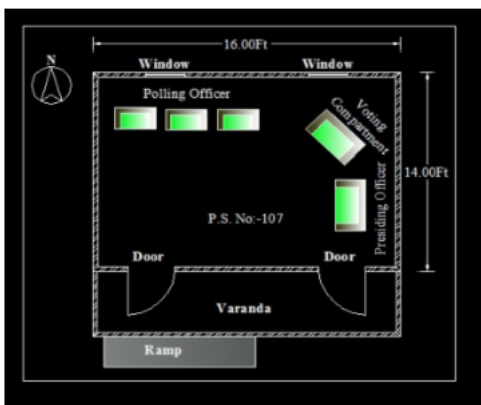 16.00Ft
N
Window
Window
Polling Officer
Voting
Compartment
14.00Ft
Presiding Officer
P.S. No:-107
Door
Door
Varanda
Ramp